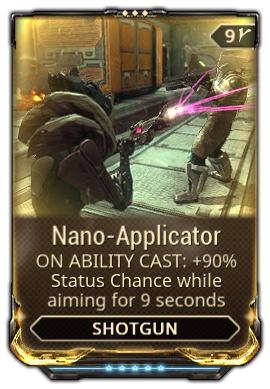 9
Nano-Applicator
ON ABILITY CAST: +90%
Status Chance while
aiming for 9 seconds
SHOTGUN